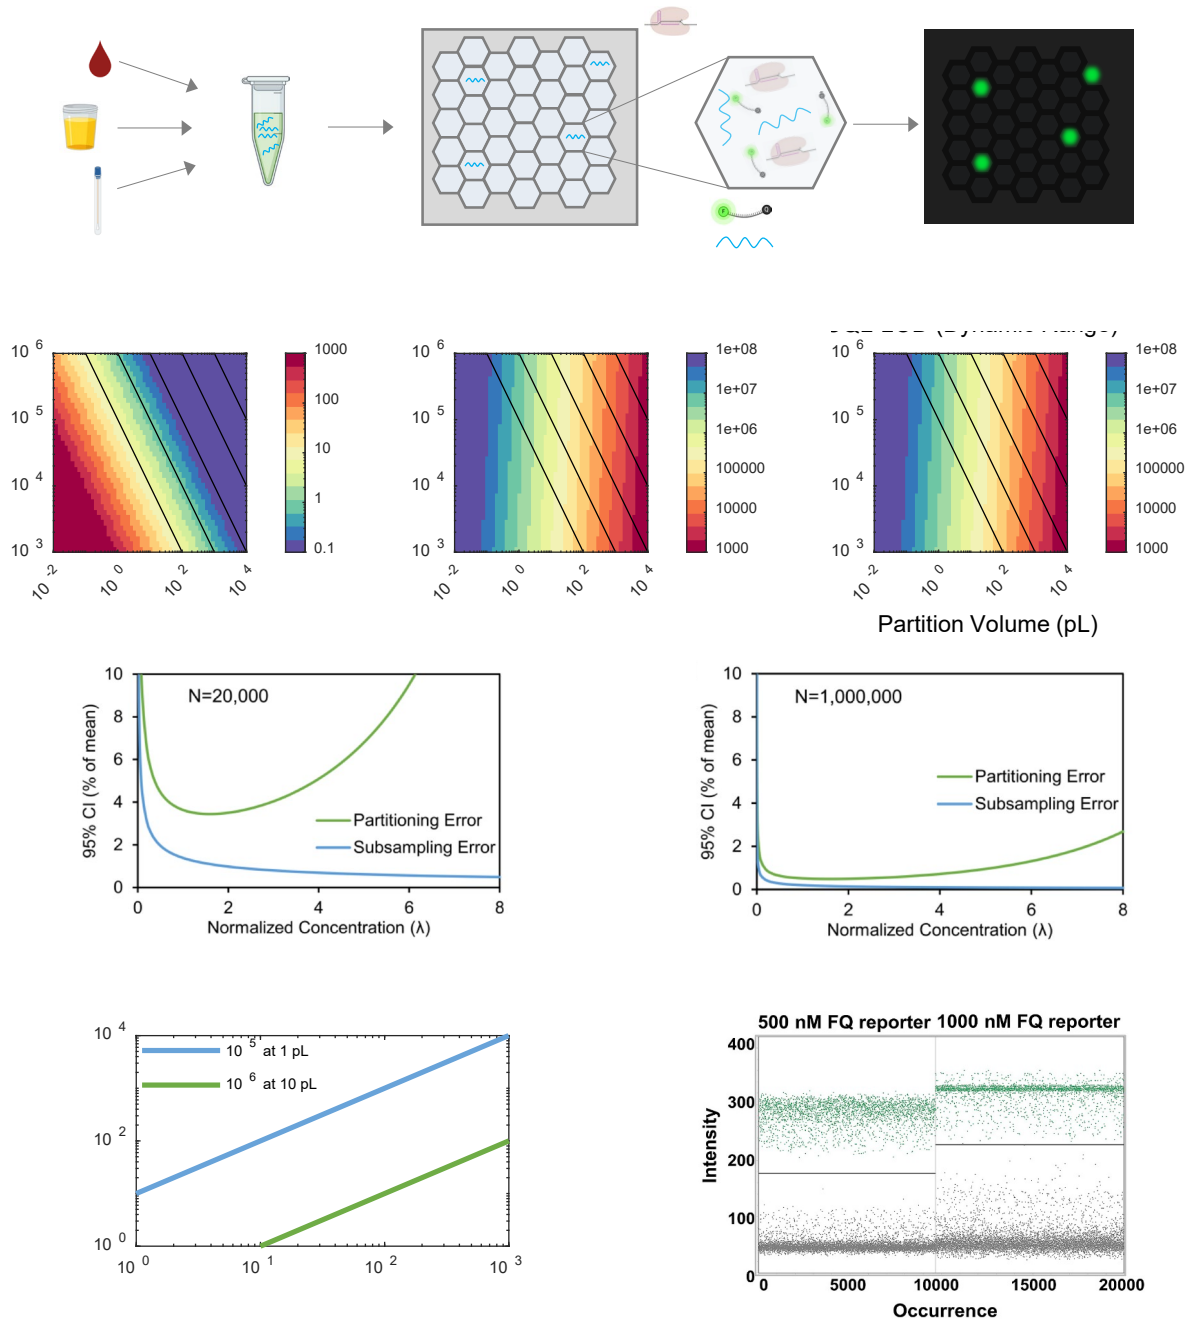 F
Q
(Dynamic Range)
10 6
10 5
10 4
10 3
10 -2
10 0
10 2
10 4
1000
100
10
1
0.1
10 6
10 5
10 4
10 3
10 -2
10 0
10 2
10 4
1e+08
1e+07
1e+06
100000
10000
1000
10 6
10 5
10 4
10 3
10 -2
10 0
10 2
10 4
1e+08
1e+07
1e+06
100000
10000
1000
Partition Volume (pL)
95% CI (% of mean)
10
8
6
4
2
0
N=20,000
Partitioning Error
Subsampling Error
0 2 4 6 8
Normalized Concentration (λ)
95% CI (% of mean)
10
8
6
4
2
0
N=1,000,000
Partitioning Error
Subsampling Error
0 2 4 6 8
Normalized Concentration (λ)
10 4
10 2
10 0
10 5 at 1 pL
10 6 at 10 pL
10 0 10 1 10 2 10 3
500 nM FQ reporter 1000 nM FQ reporter
Intensity
400
300
200
100
0
0 5000 10000 15000 20000
Occurrence